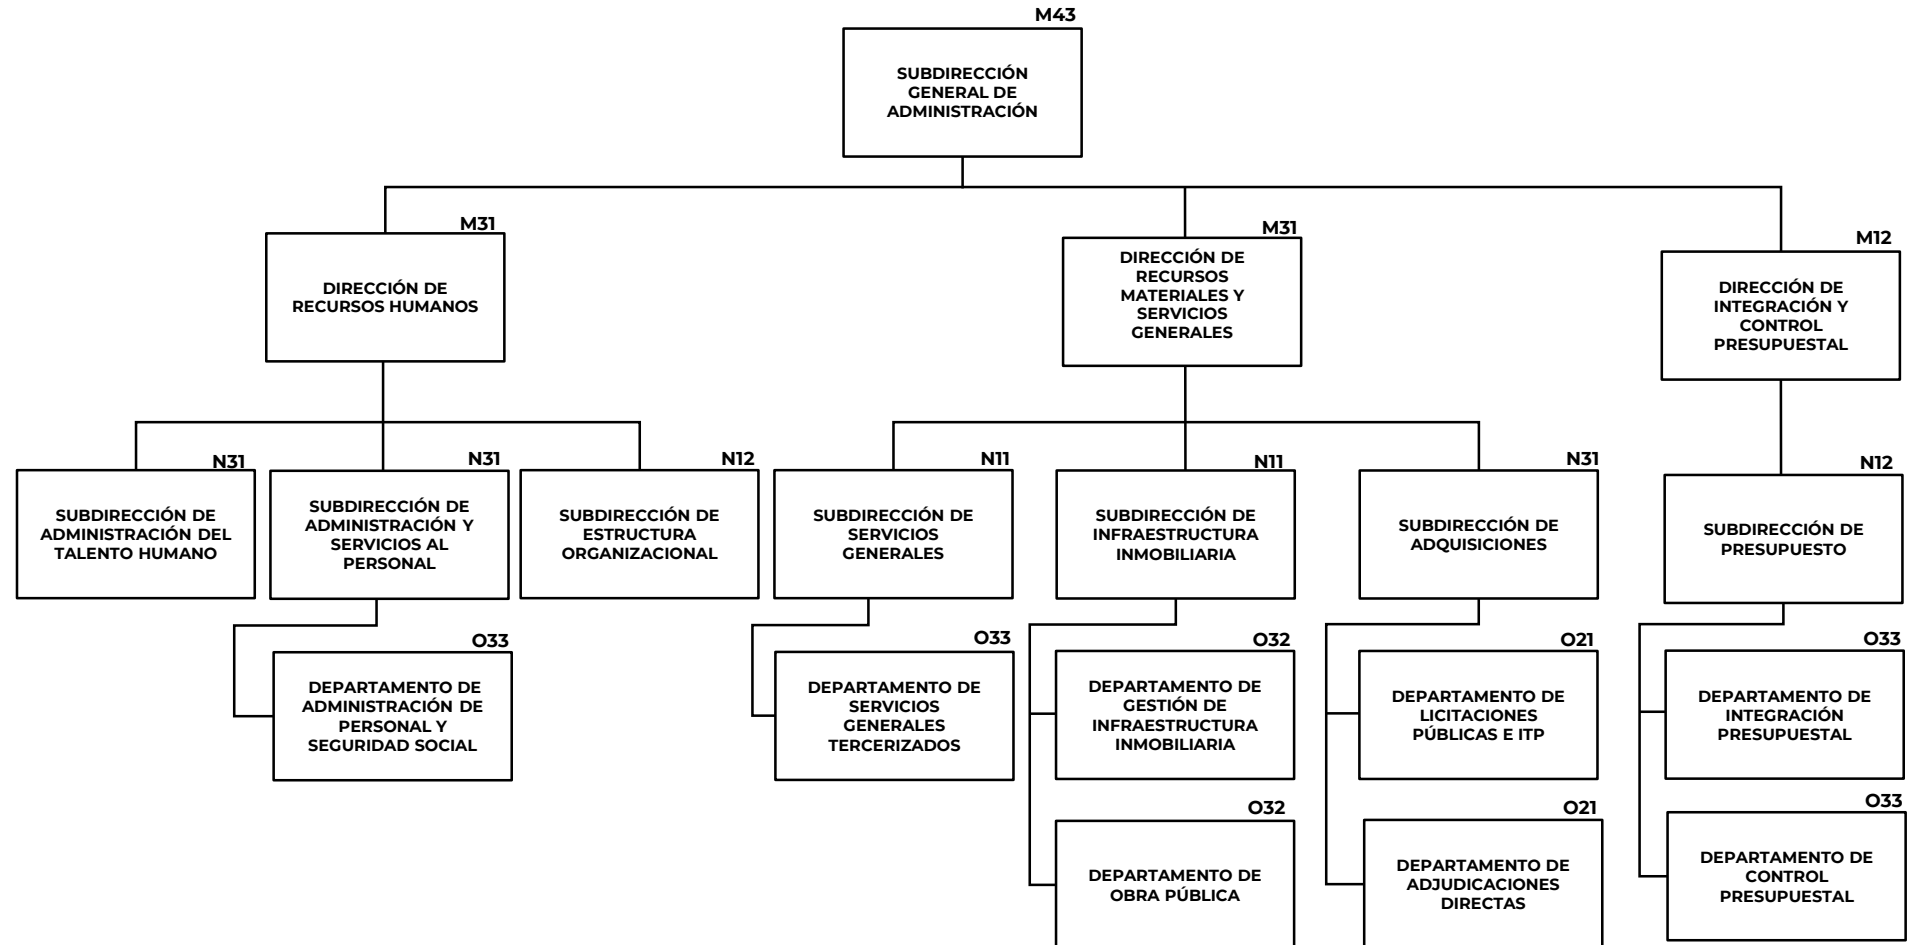 M43
SUBDIRECCIÓN
GENERAL DE
ADMINISTRACIÓN
M31
DIRECCIÓN DE
RECURSOS HUMANOS
M31
DIRECCIÓN DE
RECURSOS
MATERIALES Y
SERVICIOS
GENERALES
M12
DIRECCIÓN DE
INTEGRACIÓN Y
CONTROL
PRESUPUESTAL
N31
SUBDIRECCIÓN DE
ADMINISTRACIÓN DEL
TALENTO HUMANO
N31
SUBDIRECCIÓN DE
ADMINISTRACIÓN Y
SERVICIOS AL
PERSONAL
N12
SUBDIRECCIÓN DE
ESTRUCTURA
ORGANIZACIONAL
N11
SUBDIRECCIÓN DE
SERVICIOS
GENERALES
N11
SUBDIRECCIÓN DE
INFRAESTRUCTURA
INMOBILIARIA
N31
SUBDIRECCIÓN DE
ADQUISICIONES
N12
SUBDIRECCIÓN DE
PRESUPUESTO
O33
DEPARTAMENTO DE
ADMINISTRACIÓN DE
PERSONAL Y
SEGURIDAD SOCIAL
O33
DEPARTAMENTO DE
SERVICIOS
GENERALES
TERCERIZADOS
O32
DEPARTAMENTO DE
GESTIÓN DE
INFRAESTRUCTURA
INMOBILIARIA
O21
DEPARTAMENTO DE
LICITACIONES
PÚBLICAS E ITP
O33
DEPARTAMENTO DE
INTEGRACIÓN
PRESUPUESTAL
O32
DEPARTAMENTO DE
OBRA PÚBLICA
O21
DEPARTAMENTO DE
ADJUDICACIONES
DIRECTAS
O33
DEPARTAMENTO DE
CONTROL
PRESUPUESTAL